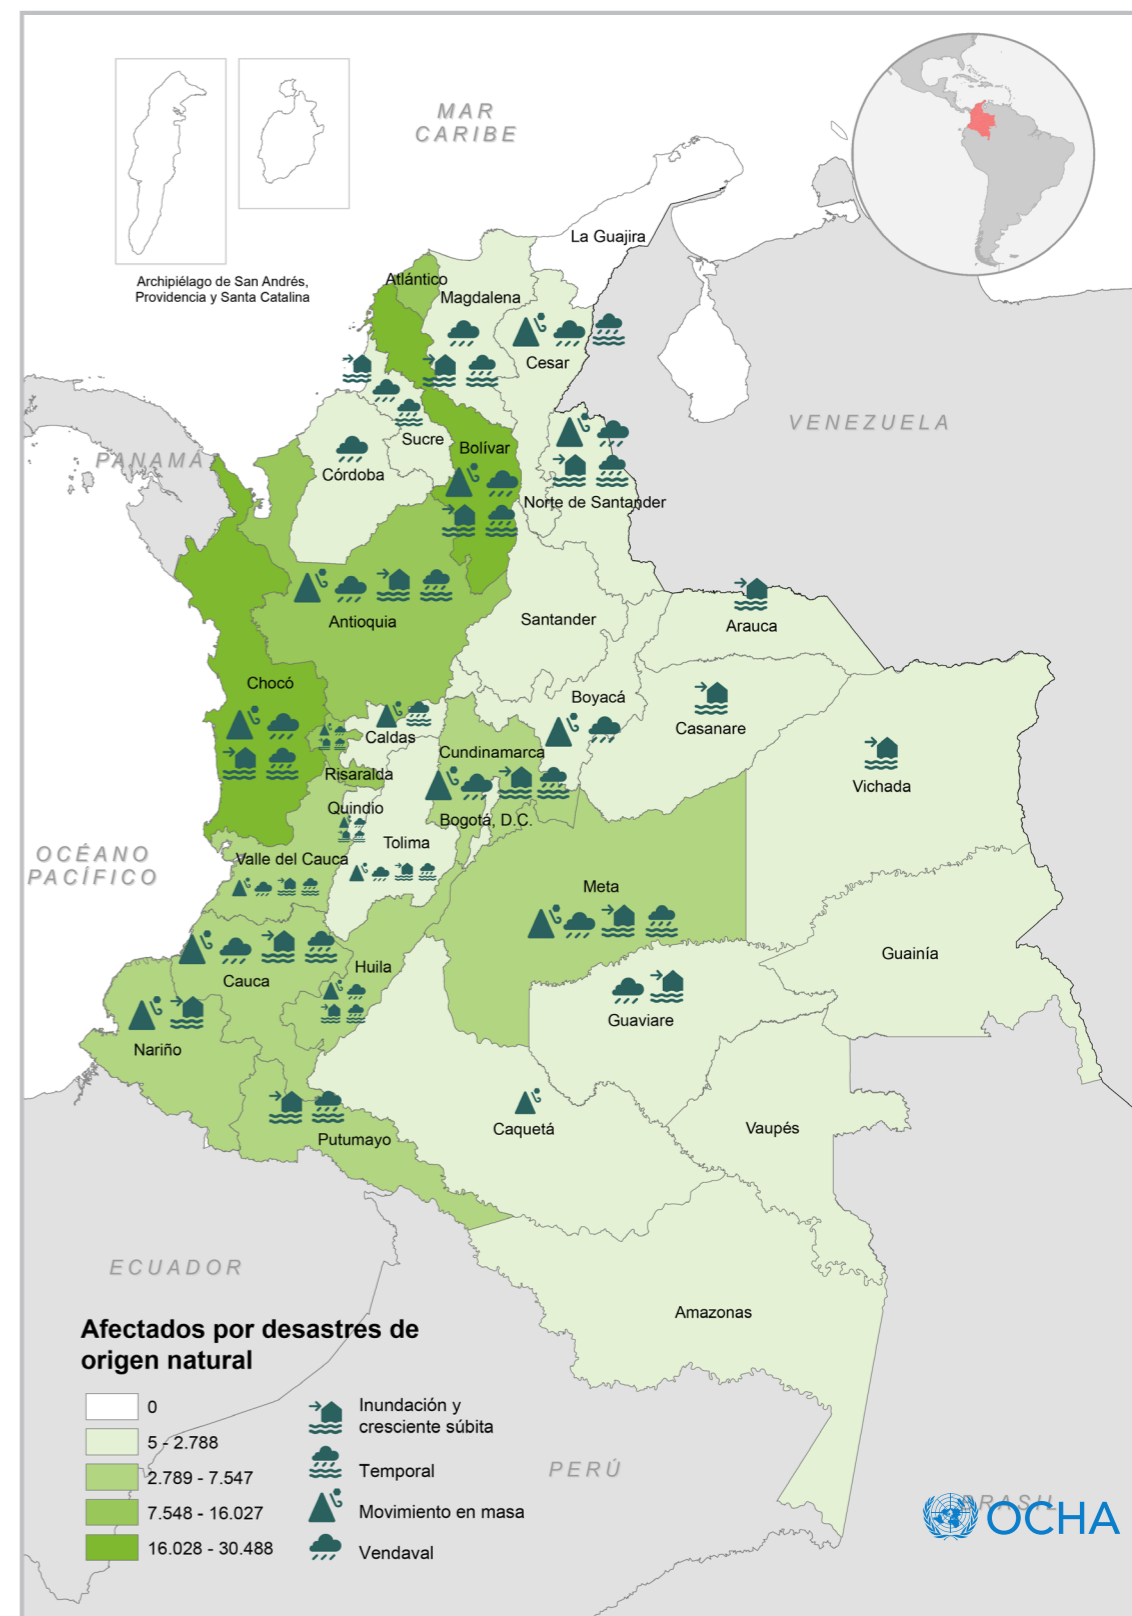 MAR
CARIBE
La Guajira
Archipiélago de San Andrés,
Providencia y Santa Catalina
Atlántico
Magdalena
Cesar
VENEZUELA
PANAMÁ
Sucre
Bolívar
Córdoba
Norte de Santander
Antioquia
Santander
Arauca
Chocó
Boyacá
Casanare
Caldas
Cundinamarca
Vichada
Risaralda
Quindio
Bogotá, D.C.
Tolima
OCÉANO
PACÍFICO
Valle del Cauca
Meta
Guainía
Huila
Cauca
Guaviare
Nariño
Caquetá
Vaupés
Putumayo
ECUADOR
Amazonas
Afectados por desastres de
origen natural
0
5 - 2.788
2.789 - 7.547
7.548 - 16.027
16.028 - 30.488
Inundación y
cresciente súbita
Temporal
Movimiento en masa
Vendaval
PERÚ
BRASIL
OCHA